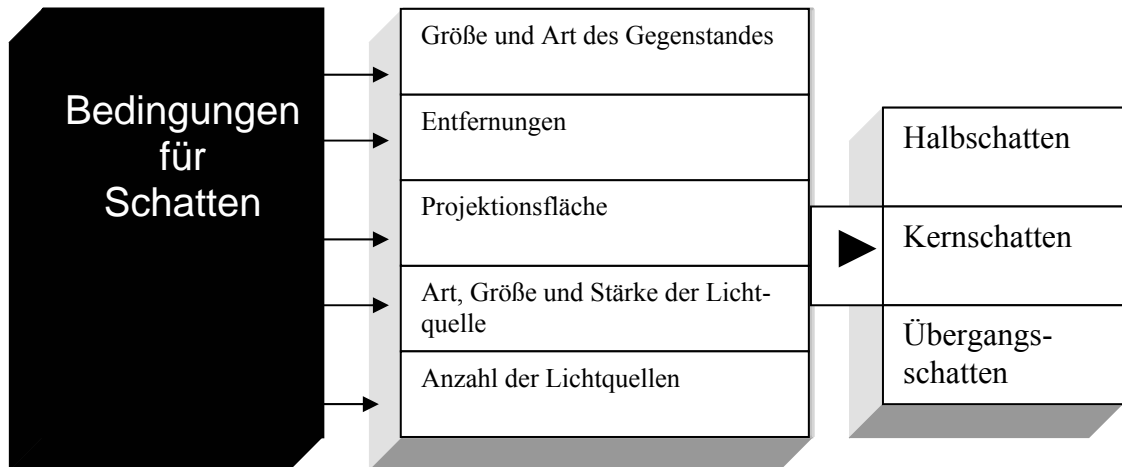 Bedingungen
für
Schatten
Größe und Art des Gegenstandes
Entfernungen
Projektionsfläche
Art, Größe und Stärke der Licht-
quelle
Anzahl der Lichtquellen
Halbschatten
Kernschatten
Übergangs-
schatten